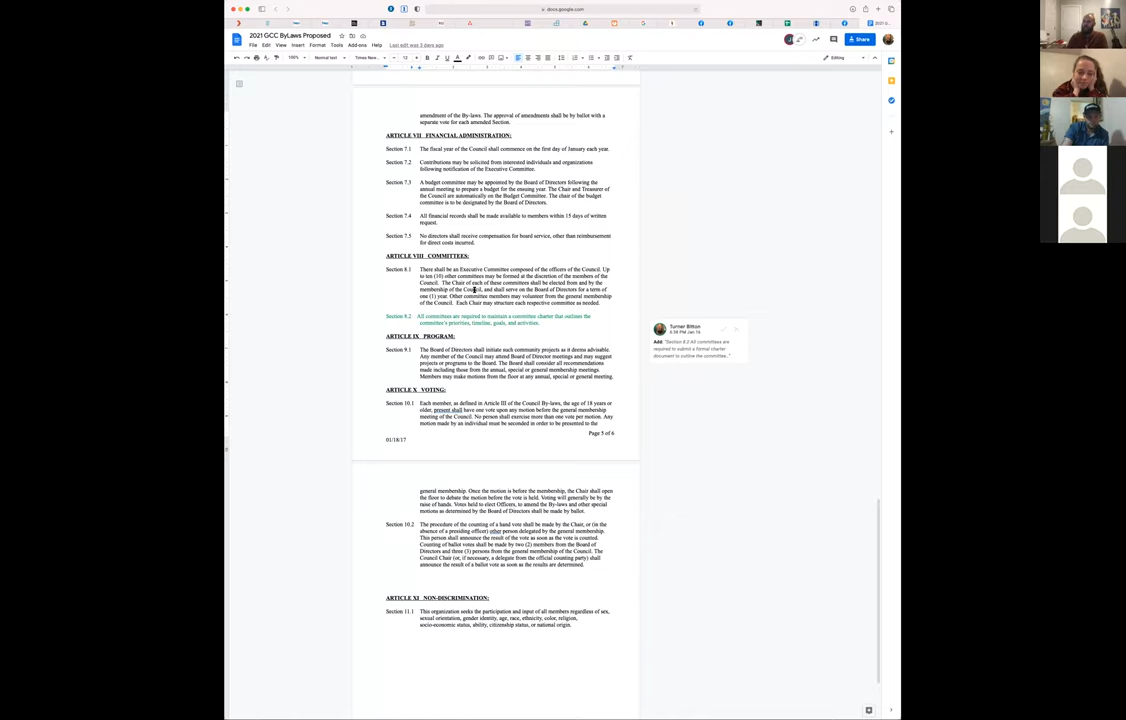 docs.google.com
2021 GCC ByLaws Proposed
File Edit View Insert Format Tools Add-ons Help
Last edit was 3 days ago
Share
100%
Normal text
Times New...
12
Editing
amendment of the By-laws. The approval of amendments shall be by ballot with a
separate vote for each amended Section.
ARTICLE VII FINANCIAL ADMINISTRATION:
Section 7.1 The fiscal year of the Council shall commence on the first day of January each year.
Section 7.2 Contributions may be solicited from interested individuals and organizations
following notification of the Executive Committee.
Section 7.3 A budget committee may be appointed by the Board of Directors following the
annual meeting to prepare a budget for the ensuing year. The Chair and Treasurer of
the Council are automatically on the Budget Committee. The chair of the budget
committee is to be designated by the Board of Directors.
Section 7.4 All financial records shall be made available to members within 15 days of written
request.
Section 7.5 No directors shall receive compensation for board service, other than reimbursement
for direct costs incurred.
ARTICLE VIII COMMITTEES:
Section 8.1 There shall be an Executive Committee composed of the officers of the Council. Up
to ten (10) other committees may be formed at the discretion of the members of the
Council. The Chair of each of these committees shall be elected from and by the
membership of the Council, and shall serve on the Board of Directors for a term of
one (1) year. Other committee members may volunteer from the general membership
of the Council. Each Chair may structure each respective committee as needed.
Section 8.2 All committees are required to maintain a committee charter that outlines the
committee's priorities, timeline, goals, and activities.
Turner Bitton
5:38 PM Jan 16
Add: "Section 8.2 All committees are
required to submit a formal charter
document to outline the committee..."
ARTICLE IX PROGRAM:
Section 9.1 The Board of Directors shall initiate such community projects as it deems advisable.
Any member of the Council may attend Board of Director meetings and may suggest
projects or programs to the Board. The Board shall consider all recommendations
made including those from the annual, special or general membership meetings.
Members may make motions from the floor at any annual, special or general meeting.
ARTICLE X VOTING:
Section 10.1 Each member, as defined in Article III of the Council By-laws, the age of 18 years or
older, present shall have one vote upon any motion before the general membership
meeting of the Council. No person shall exercise more than one vote per motion. Any
motion made by an individual must be seconded in order to be presented to the
Page 5 of 6
01/18/17
general membership. Once the motion is before the membership, the Chair shall open
the floor to debate the motion before the vote is held. Voting will generally be by the
raise of hands. Votes held to elect Officers, to amend the By-laws and other special
motions as determined by the Board of Directors shall be made by ballot.
Section 10.2 The procedure of the counting of a hand vote shall be made by the Chair, or (in the
absence of a presiding officer) other person delegated by the general membership.
This person shall announce the result of the vote as soon as the vote is counted.
Counting of ballot votes shall be made by two (2) members from the Board of
Directors and three (3) persons from the general membership of the Council. The
Council Chair (or, if necessary, a delegate from the official counting party) shall
announce the result of a ballot vote as soon as the results are determined.
ARTICLE XI NON-DISCRIMINATION:
Section 11.1 This organization seeks the participation and input of all members regardless of sex,
sexual orientation, gender identity, age, race, ethnicity, color, religion,
socio-economic status, ability, citizenship status, or national origin.